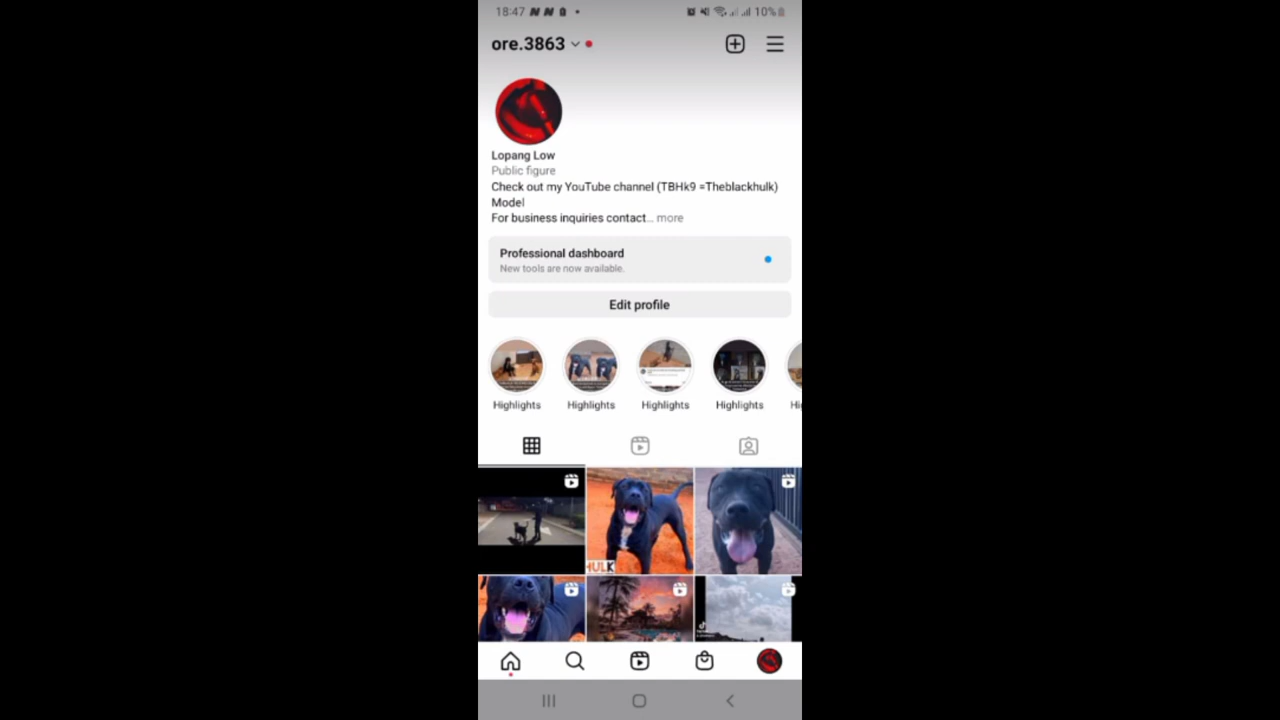 18:47
10%
ore.3863
Lopang Low
Public figure
Check out my YouTube channel (TBHk9 =Theblackhulk)
Model
For business inquiries contact... more
Professional dashboard
New tools are now available.
Edit profile
Highlights Highlights Highlights Highlights Hi
HULK